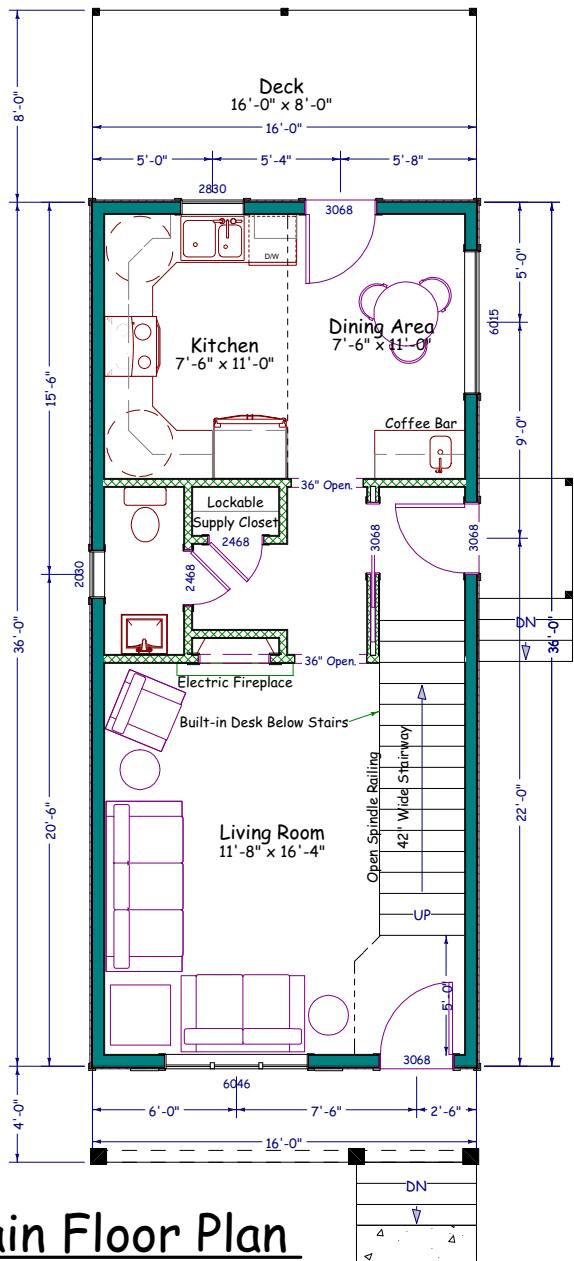 Deck
16'-0" x 8'-0"
8'-0"
16'-0"
5'-0"
5'-4"
5'-8"
2830
3068
D/W
5'-0"
Dining Area
7'-6" x 11'-0"
6015
Kitchen
7'-6" x 11'-0"
15'-6"
9'-0"
Coffee Bar
36" Open.
Lockable
Supply Closet
2468
2468
3068
3068
2030
36'-0"
DN
36'-0"
36" Open.
Electric Fireplace
Built-in Desk Below Stairs
Open Spindle Railing
42" Wide Stairway
20'-6"
22'-0"
Living Room
11'-8" x 16'-4"
UP
5'-0"
3068
6046
4'-0"
6'-0"
7'-6"
2'-6"
16'-0"
DN
ain Floor Plan